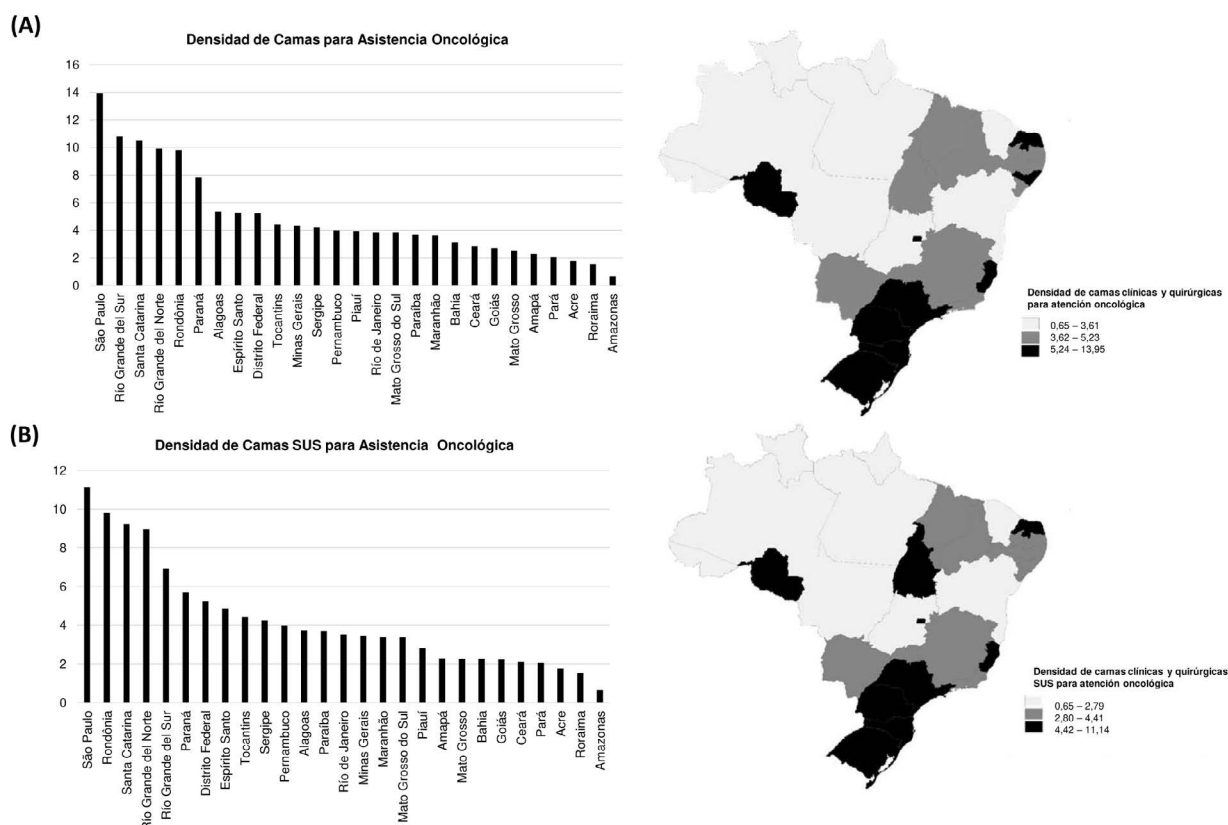 (A)
Densidad de Camas para Asistencia Oncológica
16
14
12
10
8
6
4
2
0
São Paulo
Río Grande del Sur
Santa Catarina
Río Grande del Norte
Rondônia
Paraná
Alagoas
Espírito Santo
Distrito Federal
Tocantins
Minas Gerais
Sergipe
Pernambuco
Piauí
Río de Janeiro
Mato Grosso do Sul
Paraíba
Maranhão
Bahia
Ceará
Goiás
Mato Grosso
Amapá
Pará
Acre
Roraima
Amazonas
Densidad de camas clínicas y quirúrgicas
para atención oncológica
0,65 – 3,61
3,62 – 5,23
5,24 – 13,95
(B)
Densidad de Camas SUS para Asistencia Oncológica
12
10
8
6
4
2
0
São Paulo
Rondônia
Santa Catarina
Río Grande del Norte
Río Grande del Sur
Paraná
Distrito Federal
Espírito Santo
Tocantins
Sergipe
Pernambuco
Alagoas
Paraíba
Río de Janeiro
Minas Gerais
Maranhão
Mato Grosso do Sul
Piauí
Amapá
Mato Grosso
Bahia
Goiás
Ceará
Pará
Acre
Roraima
Amazonas
Densidad de camas clínicas y quirúrgicas
SUS para atención oncológica
0,65 – 2,79
2,80 – 4,41
4,42 – 11,14